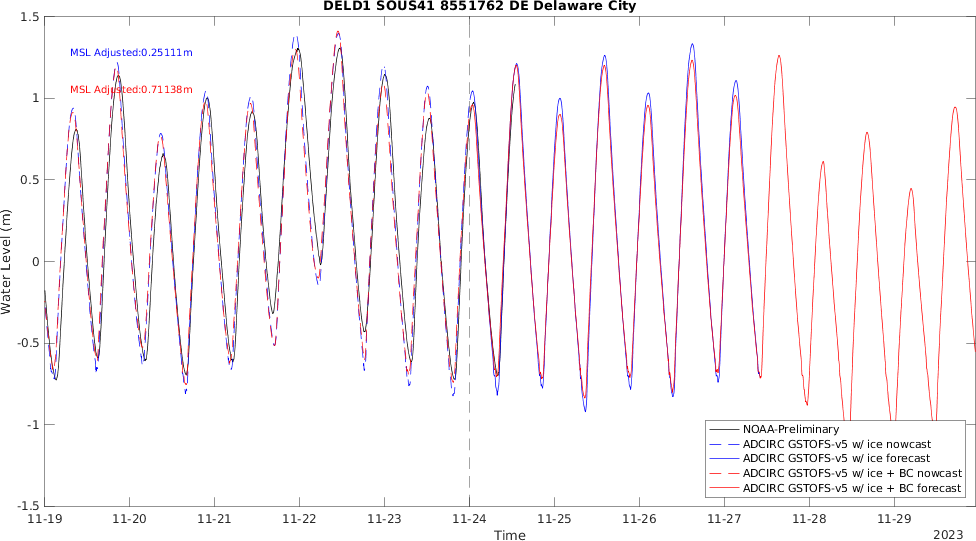 DELD1 SOUS41 8551762 DE Delaware City
MSL Adjusted:0.25111m
MSL Adjusted:0.71138m
1.5
1
0.5
0
-0.5
-1
-1.5
Water Level (m)
NOAA-Preliminary
ADCIRC GSTOFS-v5 w/ ice nowcast
ADCIRC GSTOFS-v5 w/ ice forecast
ADCIRC GSTOFS-v5 w/ ice + BC nowcast
ADCIRC GSTOFS-v5 w/ ice + BC forecast
11-19 11-20 11-21 11-22 11-23 11-24 11-25 11-26 11-27 11-28 11-29
Time
2023